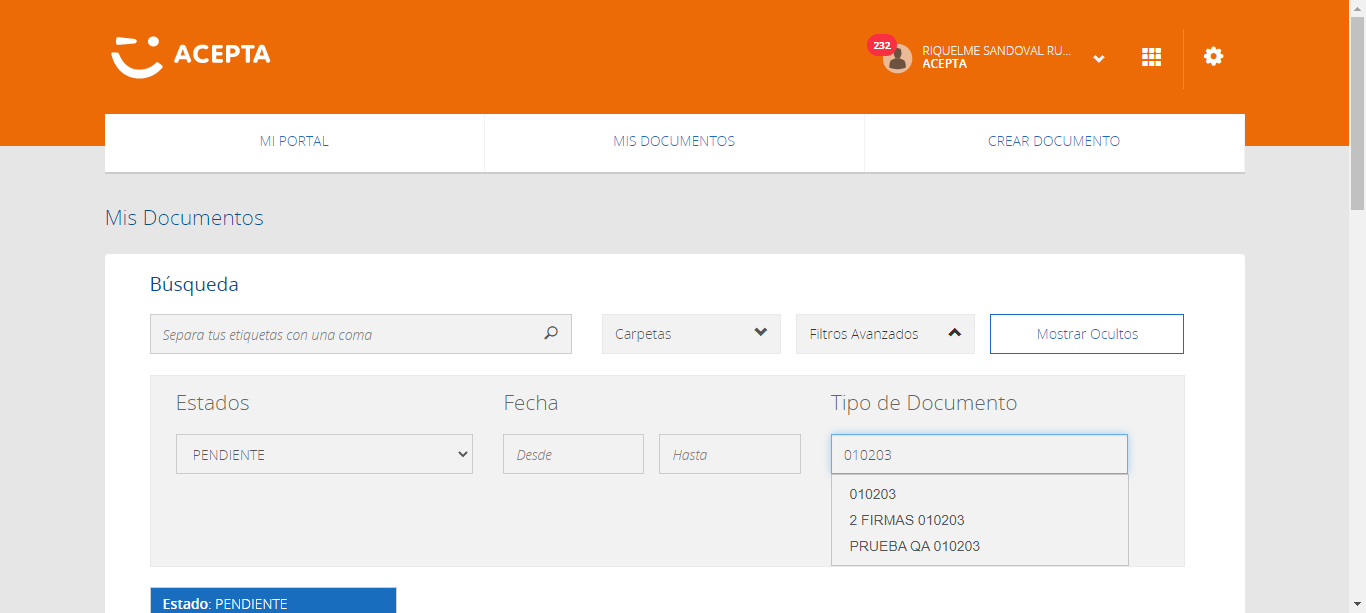 ACEPTA
232
RIQUELME SANDOVAL RU...
ACEPTA
MI PORTAL
MIS DOCUMENTOS
CREAR DOCUMENTO
Mis Documentos
Búsqueda
Separa tus etiquetas con una coma
Carpetas
Filtros Avanzados
Mostrar Ocultos
Estados
Fecha
Tipo de Documento
PENDIENTE
Desde
Hasta
010203
010203
2 FIRMAS 010203
PRUEBA QA 010203
Estado: PENDIENTE